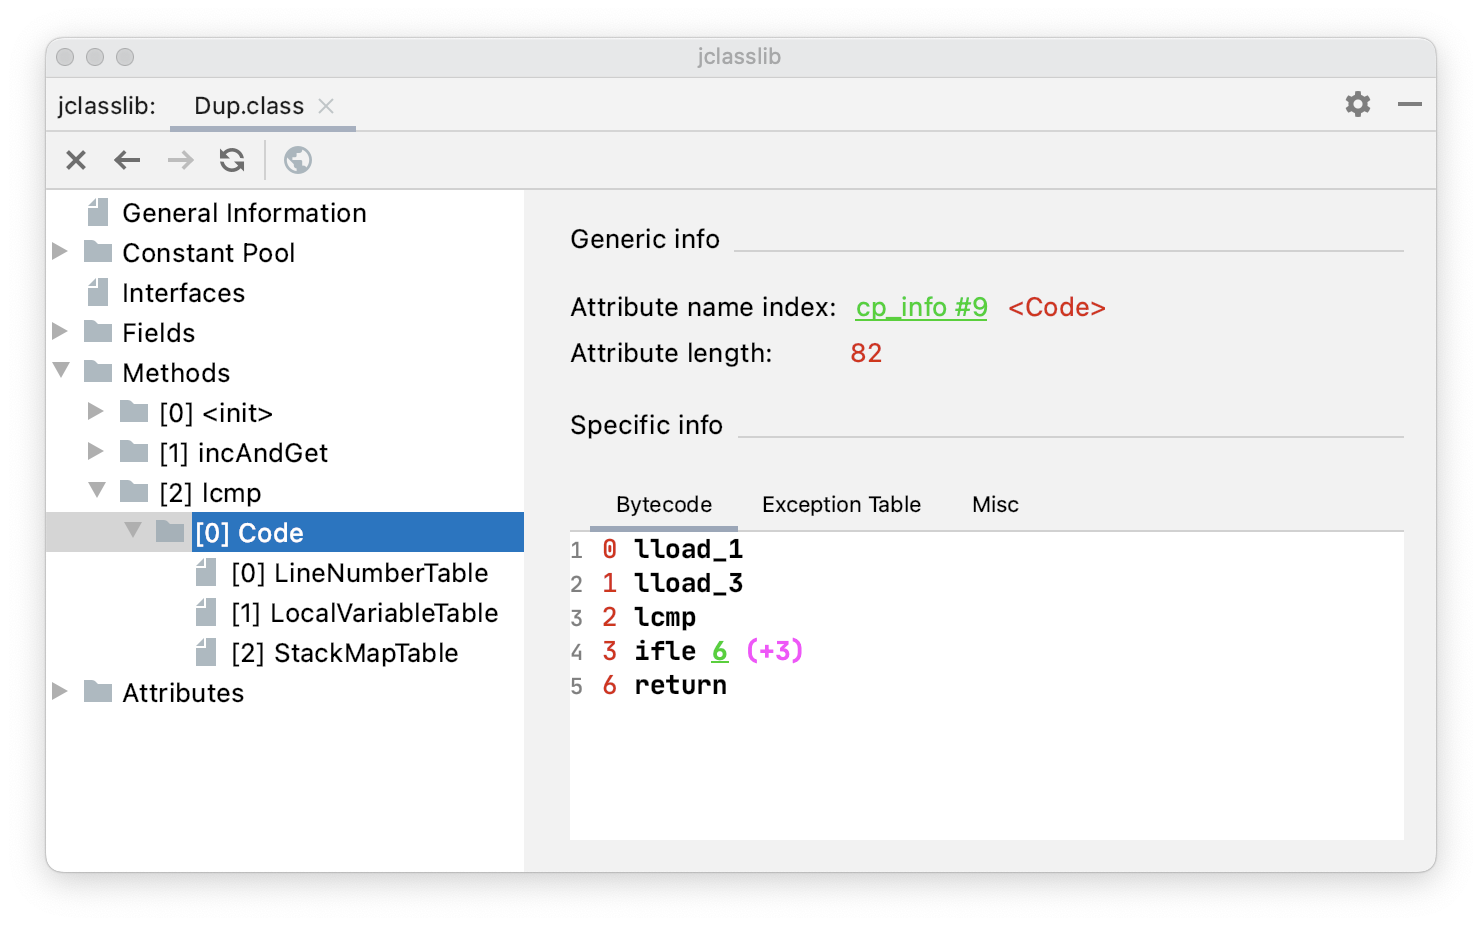 jclasslib
jclasslib: Dup.class
General Information
Constant Pool
Interfaces
Fields
Methods
[0] <init>
[1] incAndGet
[2] lcmp
[0] Code
[0] LineNumberTable
[1] LocalVariableTable
[2] StackMapTable
Attributes
Generic info
Attribute name index: cp_info #9 <Code>
Attribute length: 82
Specific info
Bytecode Exception Table Misc
1 0 lload_1
2 1 lload_3
3 2 lcmp
4 3 ifle 6 (+3)
5 6 return